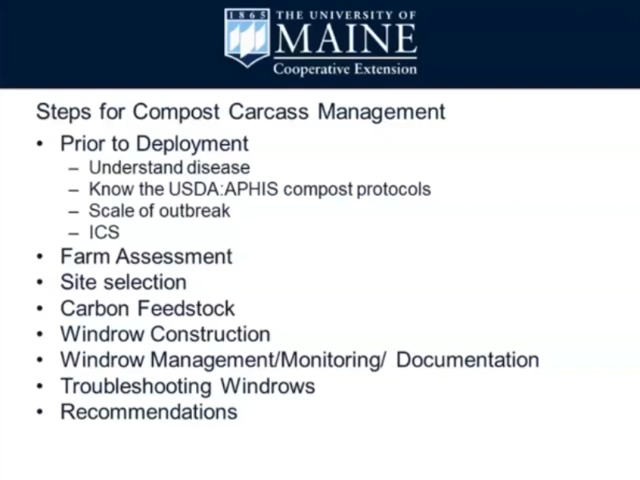 1865 THE UNIVERSITY OF
MAINE
Cooperative Extension
Steps for Compost Carcass Management
• Prior to Deployment
– Understand disease
– Know the USDA:APHIS compost protocols
– Scale of outbreak
– ICS
• Farm Assessment
• Site selection
• Carbon Feedstock
• Windrow Construction
• Windrow Management/Monitoring/ Documentation
• Troubleshooting Windrows
• Recommendations